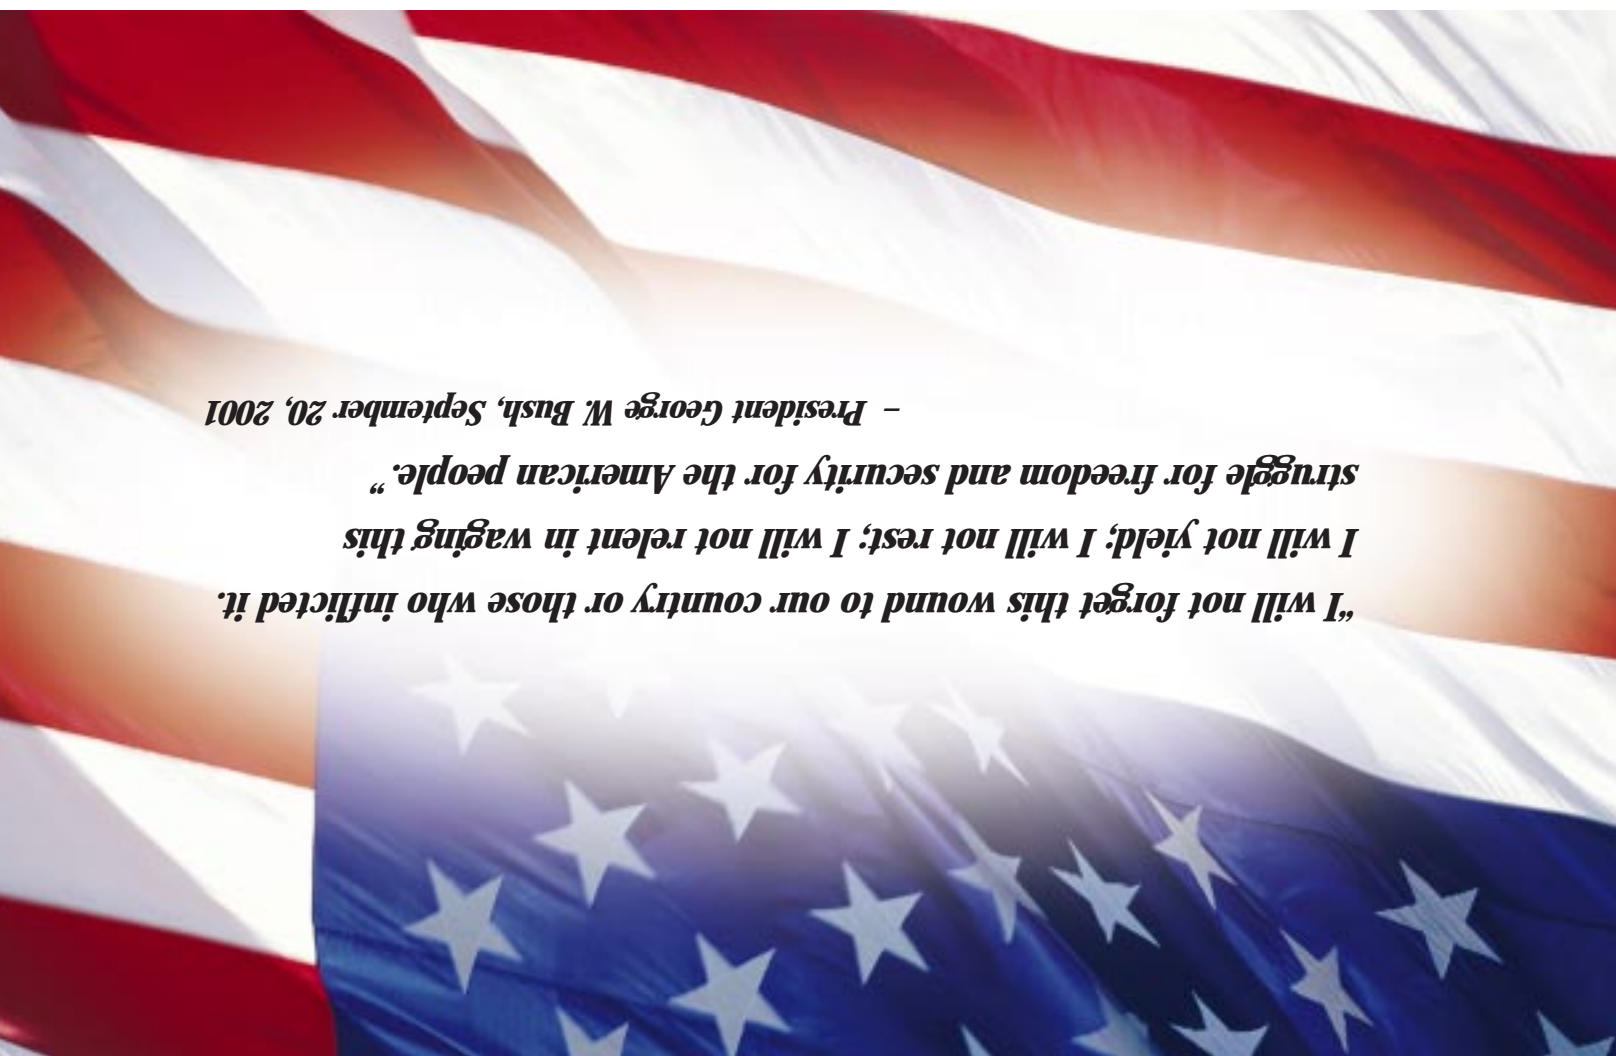 “I will not forget this wound to our country or those who inflicted it.
I will not yield; I will not rest; I will not relent in waging this
struggle for freedom and security for the American people.”
– President George W. Bush, September 20, 2001